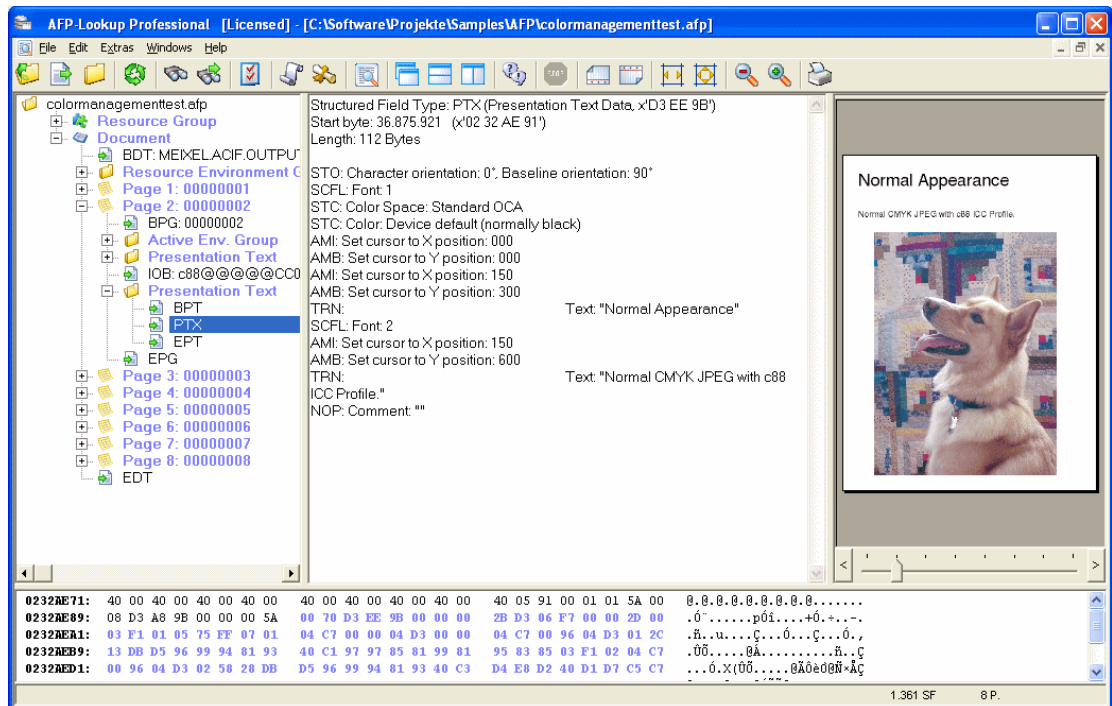 AFP-Lookup Professional [Licensed] - [C:\Software\Projekte\Samples\AFP\colormanagementtest.afp]
File Edit Extras Windows Help
colormanagementtest.afp
Resource Group
Document
BDT: MEIXEL.ACIF.OUTPUT
Resource Environment G
Page 1: 00000001
Page 2: 00000002
BPG: 00000002
Active Env. Group
Presentation Text
IOB: c88@@@@@CC0
Presentation Text
BPT
PTX
EPT
EPG
Page 3: 00000003
Page 4: 00000004
Page 5: 00000005
Page 6: 00000006
Page 7: 00000007
Page 8: 00000008
EDT
Structured Field Type: PTX (Presentation Text Data, x'D3 EE 9B')
Start byte: 36.875.921 (x'02 32 AE 91')
Length: 112 Bytes
STO: Character orientation: 0°, Baseline orientation: 90°
SCFL: Font 1
STC: Color Space: Standard OCA
STC: Color: Device default (normally black)
AMI: Set cursor to X position: 000
AMB: Set cursor to Y position: 000
AMI: Set cursor to X position: 150
AMB: Set cursor to Y position: 300
TRN: Text: "Normal Appearance"
SCFL: Font 2
AMI: Set cursor to X position: 150
AMB: Set cursor to Y position: 600
TRN: Text: "Normal CMYK JPEG with c88
ICC Profile."
NOP: Comment: ""
Normal Appearance
Normal CMYK JPEG with c88 ICC Profile.
0232AE71: 40 00 40 00 40 00 40 00 40 00 40 00 40 00 40 00 40 05 91 00 01 01 5A 00 @.@.@.@.@.@.@.@.@.......
0232AE89: 08 D3 A8 9B 00 00 00 5A 00 70 D3 EE 9B 00 00 00 2B D3 06 F7 00 00 2D 00 .Ó¨......pÓî....+Ó.÷..-.
0232AEA1: 03 F1 01 05 75 FF 07 01 04 C7 00 00 04 D3 00 00 04 C7 00 96 04 D3 01 2C .ñ..u....Ç...Ó...Ç...Ó.,
0232AEB9: 13 DB D5 96 99 94 81 93 40 C1 97 97 85 81 99 81 95 83 85 03 F1 02 04 C7
0232AED1: 00 96 04 D3 02 58 28 DB D5 96 99 94 81 93 40 C3 D4 E8 D2 40 D1 D7 C5 C7
1.361 SF 8 P.